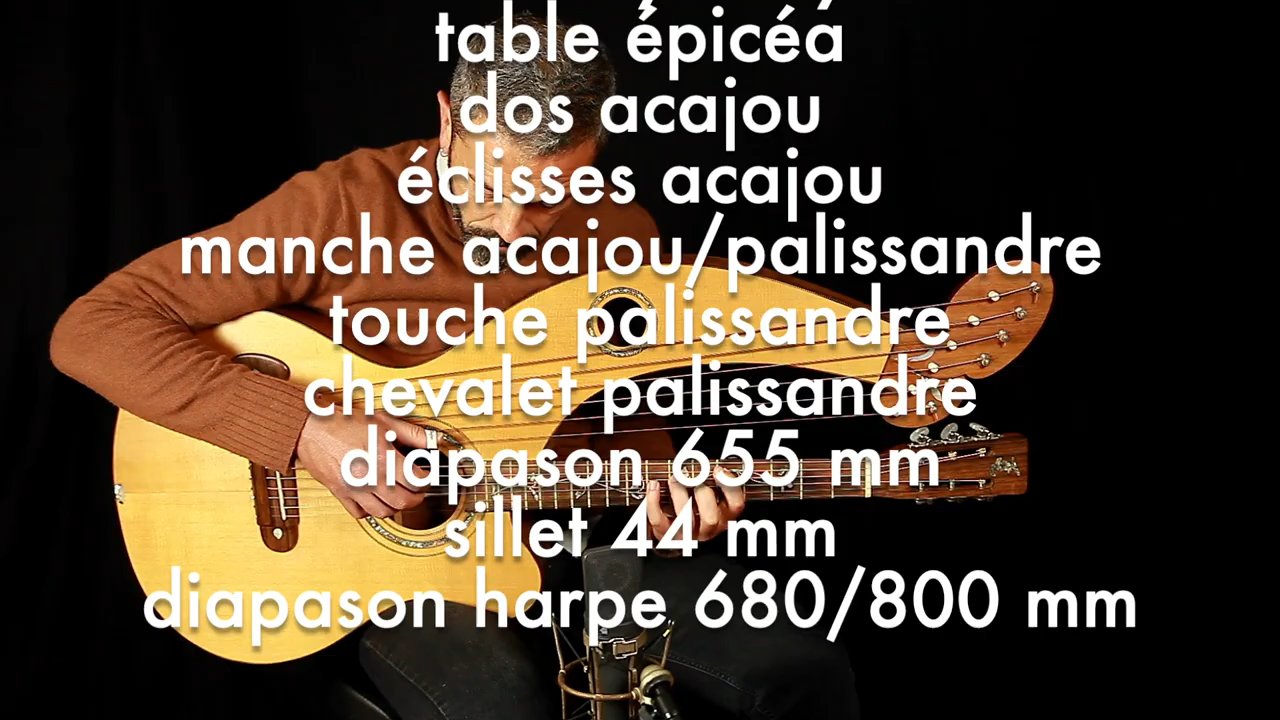 table épicéa
dos acajou
éclisses acajou
manche acajou/palissandre
touche palissandre
chevalet palissandre
diapason 655 mm
sillet 44 mm
diapason harpe 680/800 mm